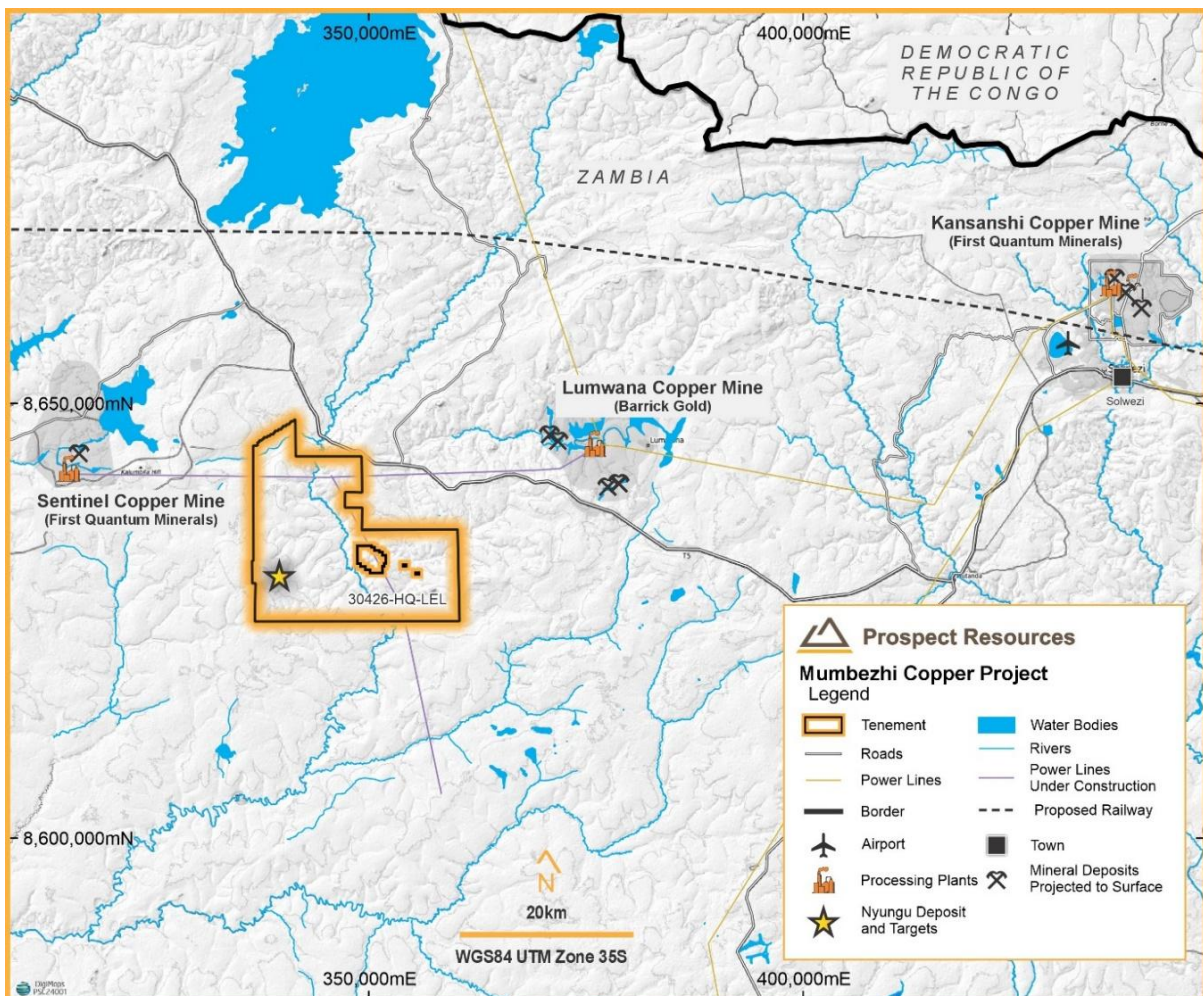 350,000mE
400,000mE
DEMOCRATIC
REPUBLIC OF
THE CONGO
ZAMBIA
Kansanshi Copper Mine
(First Quantum Minerals)
Lumwana Copper Mine
(Barrick Gold)
8,650,000mN
Lumwana
Solwezi
Kalumbila Hill
Sentinel Copper Mine
(First Quantum Minerals)
T5
30426-HQ-LEL
Prospect Resources
Mumbezhi Copper Project
Legend
Tenement
Water Bodies
Roads
Rivers
Power Lines
Power Lines
Under Construction
Border
Proposed Railway
Airport
Town
Processing Plants
Mineral Deposits
Projected to Surface
Nyungu Deposit
and Targets
8,600,000mN
N
20km
WGS84 UTM Zone 35S
350,000mE
400,000mE
DigiMaps
PSC24001